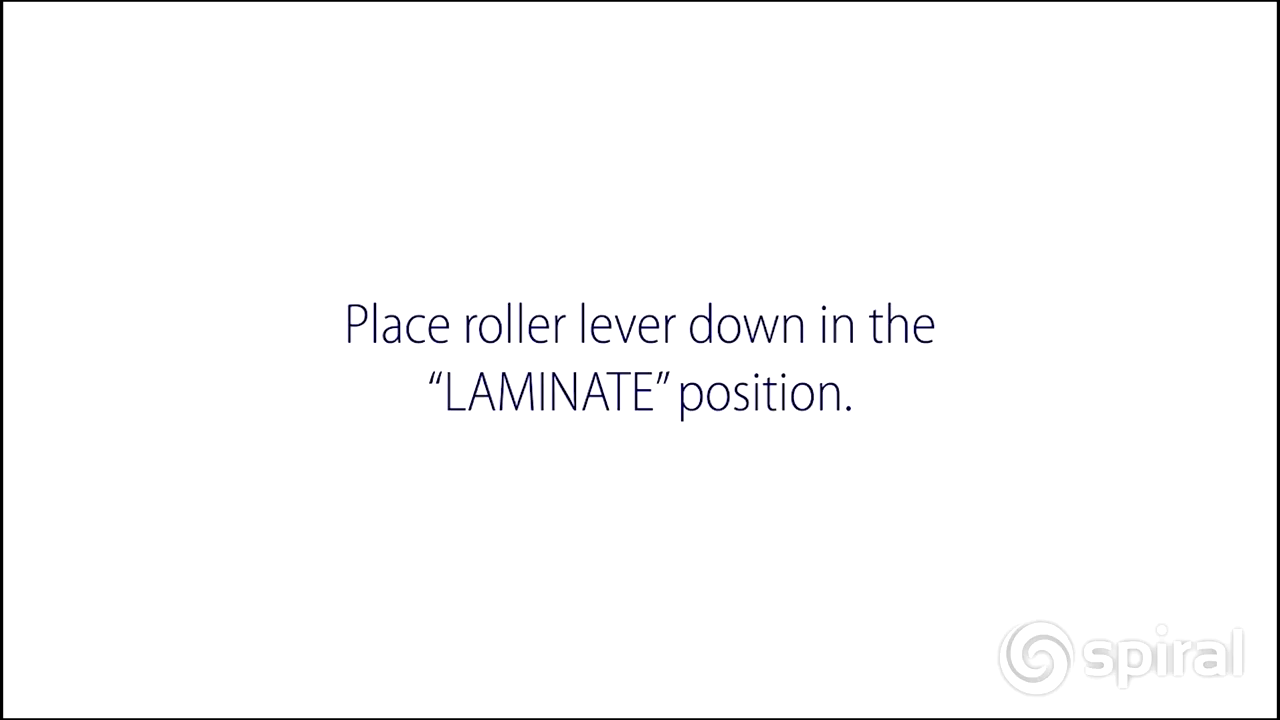 Place roller lever down in the
“LAMINATE” position.
spiral